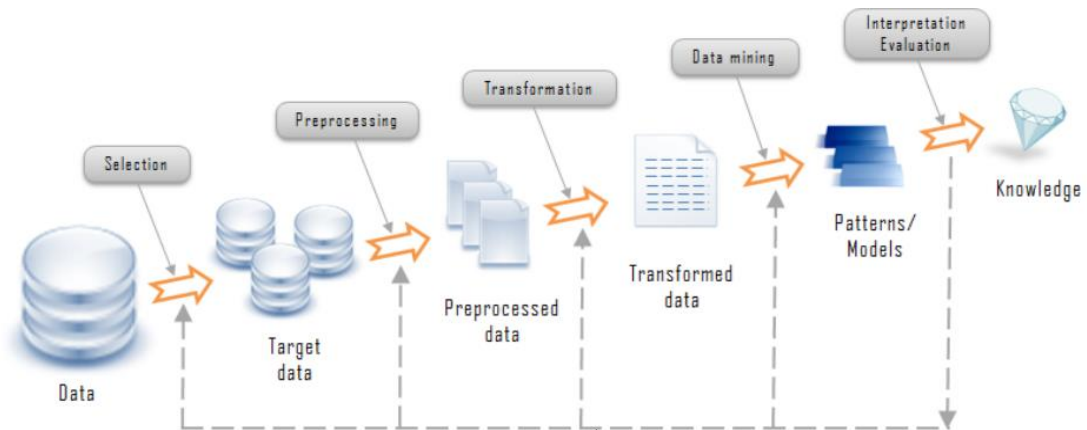 Interpretation
Evaluation
Data mining
Transformation
Preprocessing
Selection
Knowledge
Patterns/
Models
Transformed
data
Preprocessed
data
Target
data
Data